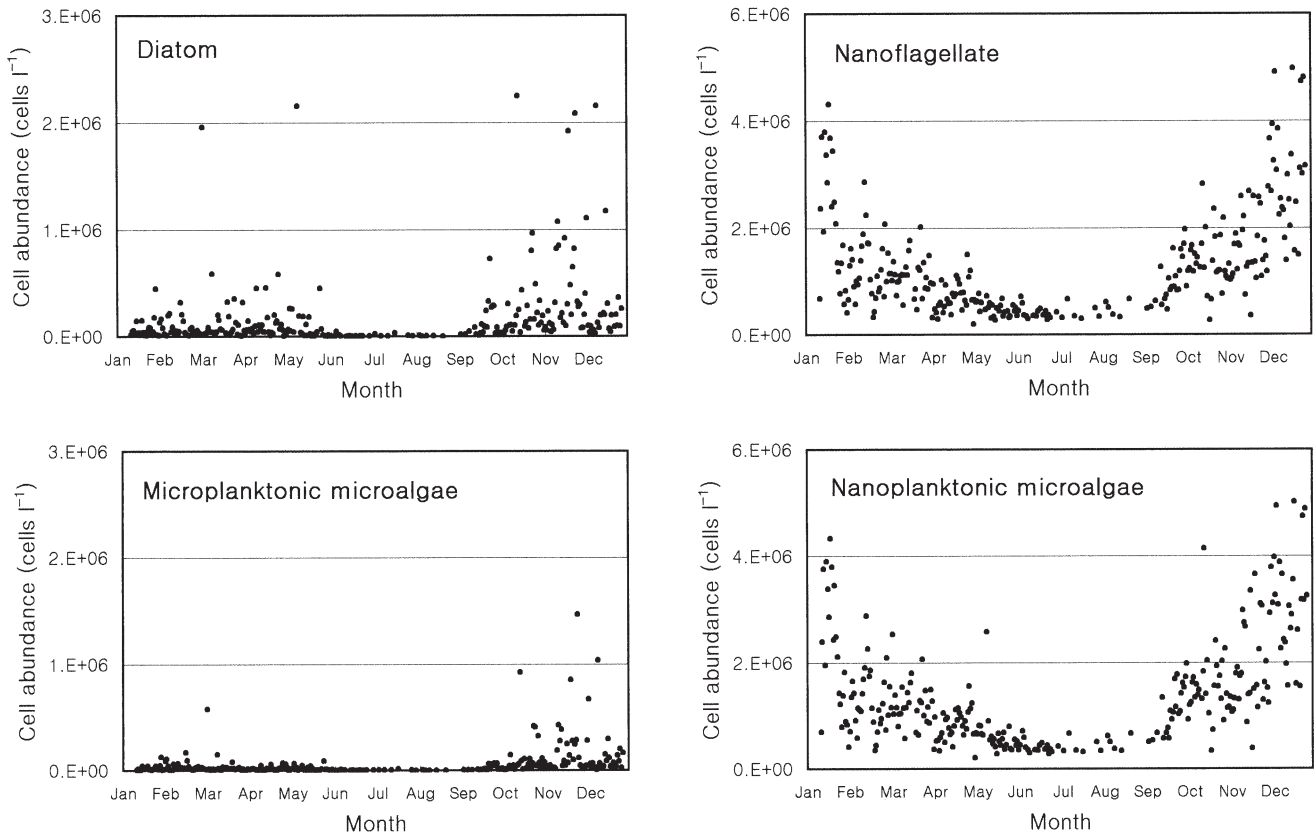 Diatom
Cell abundance (cells l⁻¹)
3.E+06
2.E+06
1.E+06
0.E+00
Jan Feb Mar Apr May Jun Jul Aug Sep Oct Nov Dec
Month
Nanoflagellate
Cell abundance (cells l⁻¹)
6.E+06
4.E+06
2.E+06
0.E+00
Jan Feb Mar Apr May Jun Jul Aug Sep Oct Nov Dec
Month
Microplanktonic microalgae
Cell abundance (cells l⁻¹)
3.E+06
2.E+06
1.E+06
0.E+00
Jan Feb Mar Apr May Jun Jul Aug Sep Oct Nov Dec
Month
Nanoplanktonic microalgae
Cell abundance (cells l⁻¹)
6.E+06
4.E+06
2.E+06
0.E+00
Jan Feb Mar Apr May Jun Jul Aug Sep Oct Nov Dec
Month